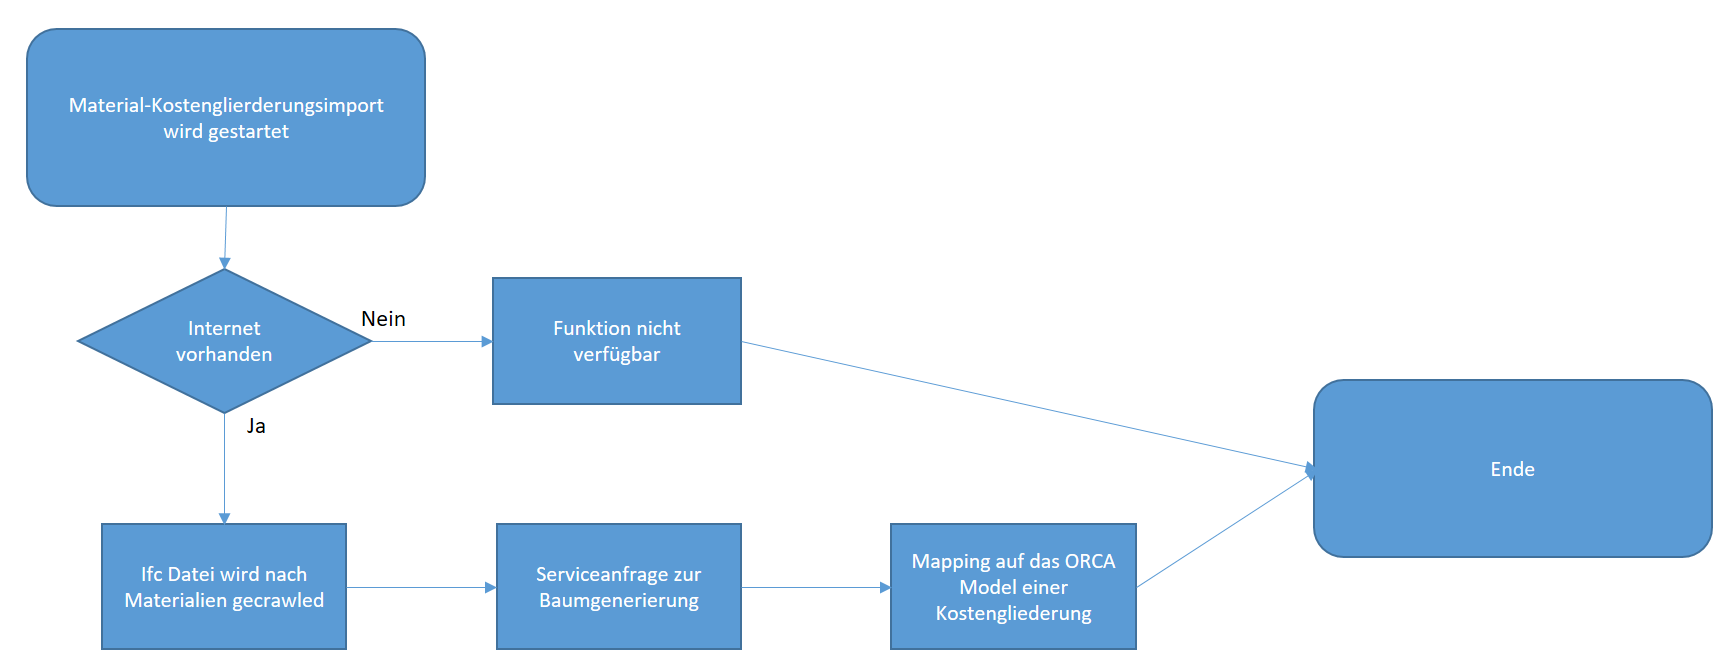 Material-Kostenglierderungsimport
wird gestartet
Internet
vorhanden
Nein
Funktion nicht
verfügbar
Ja
Ende
Ifc Datei wird nach
Materialien gecrawled
Serviceanfrage zur
Baumgenerierung
Mapping auf das ORCA
Model einer
Kostengliederung